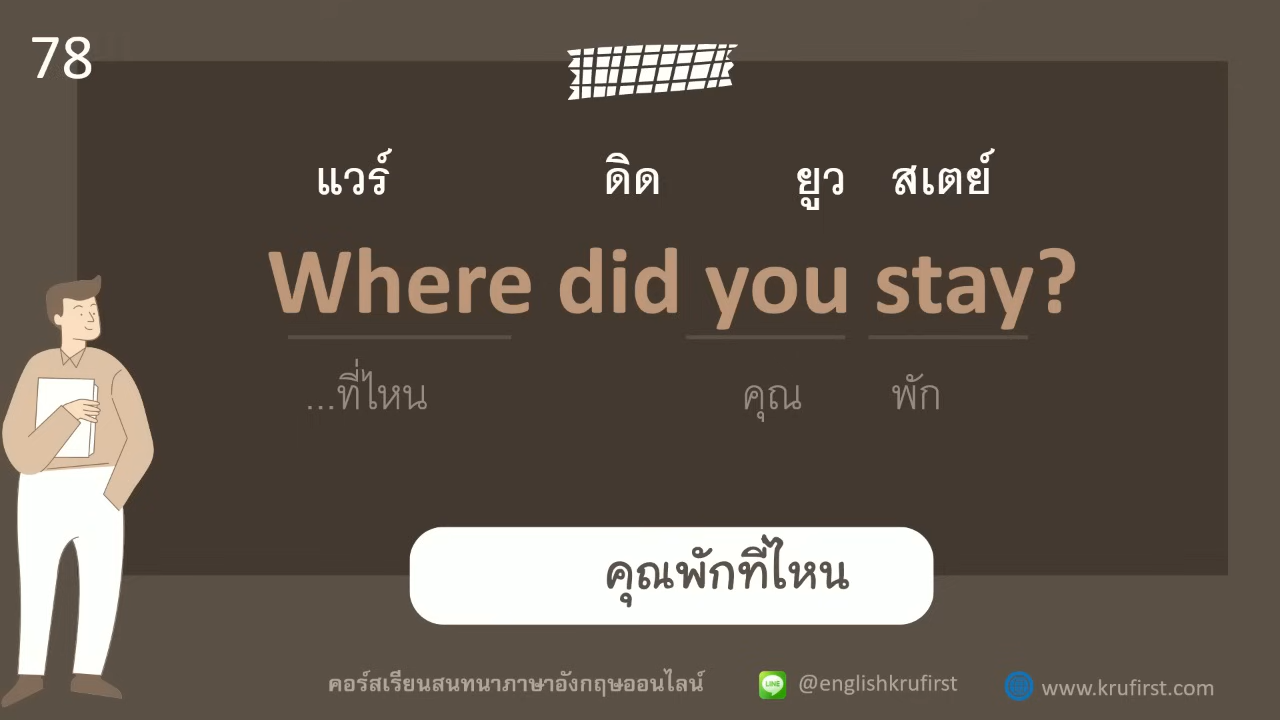 78
แวร์ ดิด ยูว สเตย์
Where did you stay?
...ที่ไหน คุณ พัก
คุณพักที่ไหน
คอร์สเรียนสนทนาภาษาอังกฤษออนไลน์ LINE @englishkrufirst www.krufirst.com